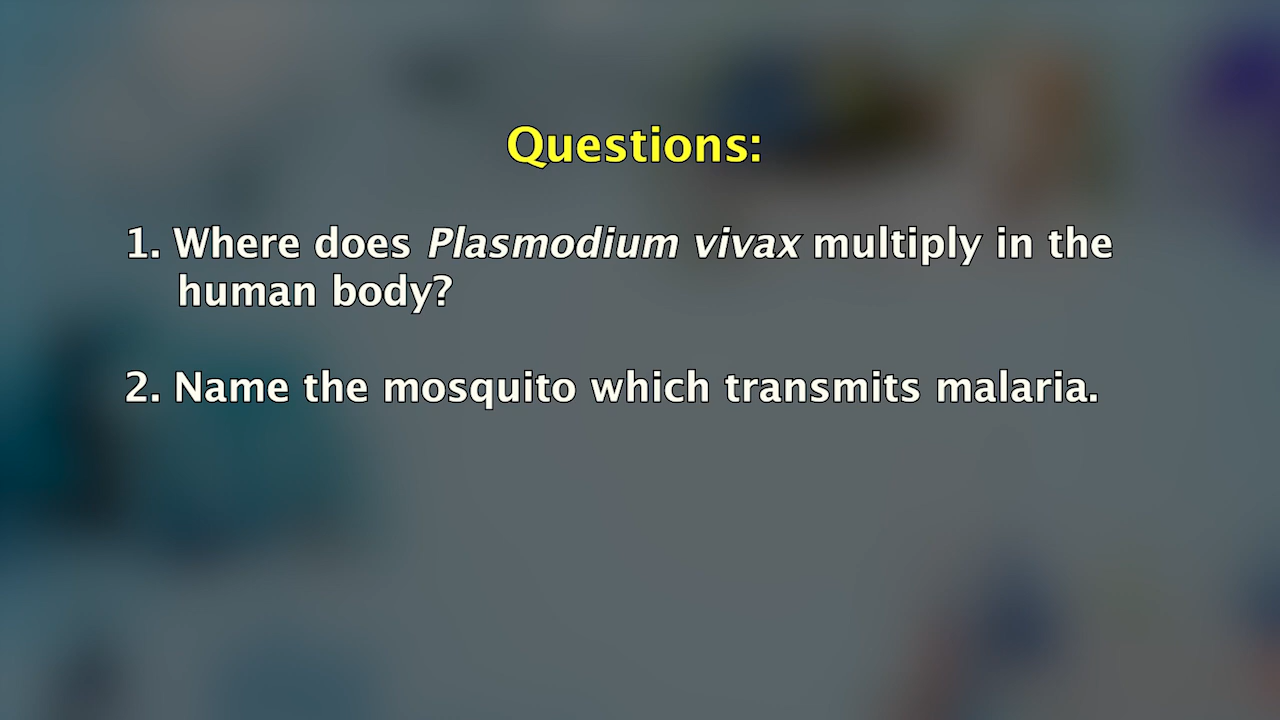 Questions:
1. Where does Plasmodium vivax multiply in the
human body?
2. Name the mosquito which transmits malaria.